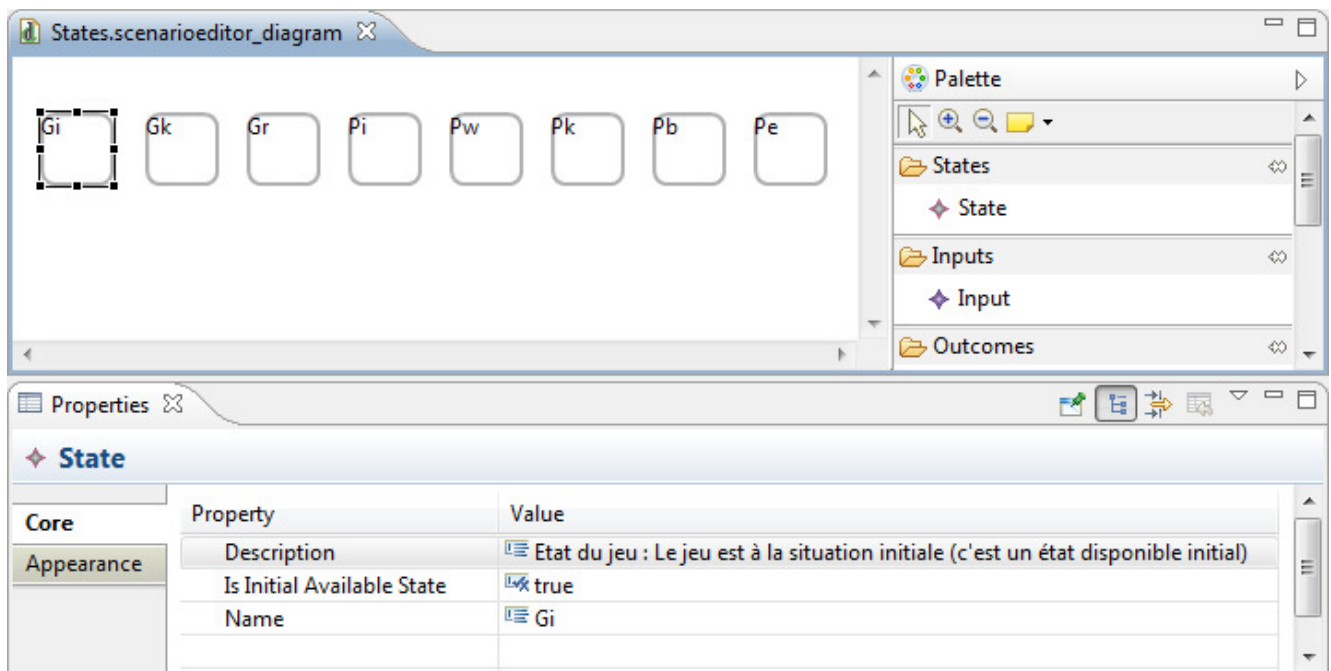 States.scenarioeditor_diagram
Gi Gk Gr Pi Pw Pk Pb Pe
Palette
States
State
Inputs
Input
Outcomes
Properties
State
Core
Appearance
Property Value
Description Etat du jeu : Le jeu est à la situation initiale (c'est un état disponible initial)
Is Initial Available State true
Name Gi